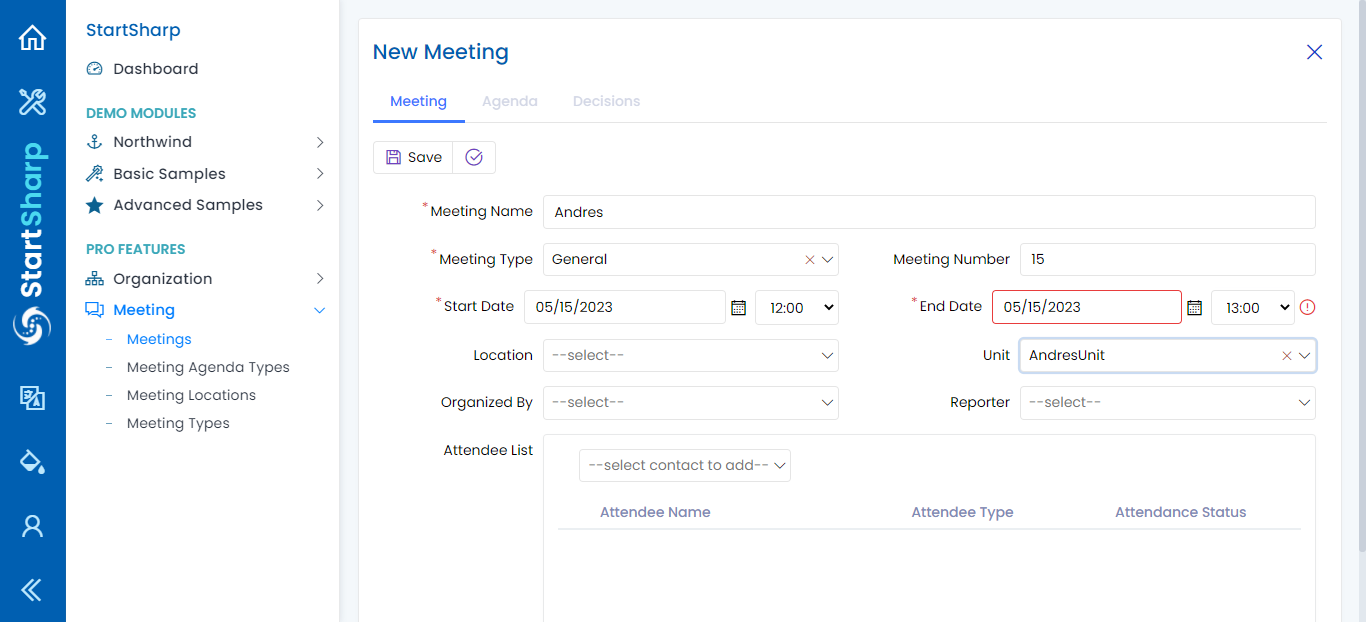 StartSharp
StartSharp
Dashboard
DEMO MODULES
Northwind
Basic Samples
Advanced Samples
PRO FEATURES
Organization
Meeting
Meetings
Meeting Agenda Types
Meeting Locations
Meeting Types
New Meeting
Meeting Agenda Decisions
Save
* Meeting Name Andres
* Meeting Type General Meeting Number 15
* Start Date 05/15/2023 12:00 * End Date 05/15/2023 13:00
Location --select-- Unit AndresUnit
Organized By --select-- Reporter --select--
Attendee List --select contact to add--
Attendee Name Attendee Type Attendance Status